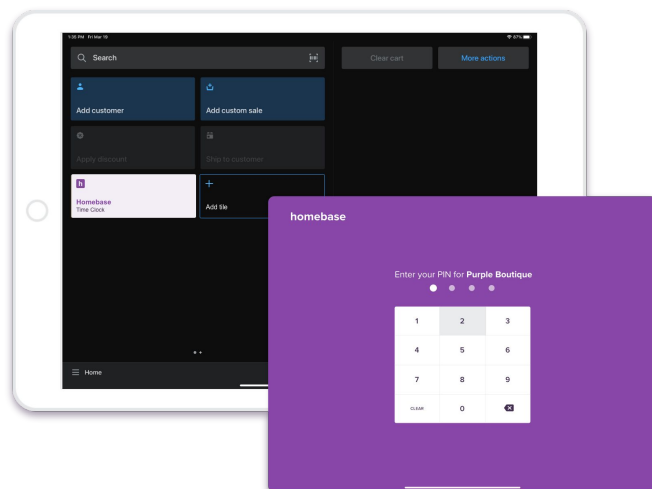 1:35 PM Fri Mar 18
87%
Search
Clear cart
More actions
Add customer
Add custom sale
Apply discount
Ship to customer
h
Homebase
Time Clock
Add tile
Home
homebase
Enter your PIN for Purple Boutique
1 2 3
4 5 6
7 8 9
CLEAR 0